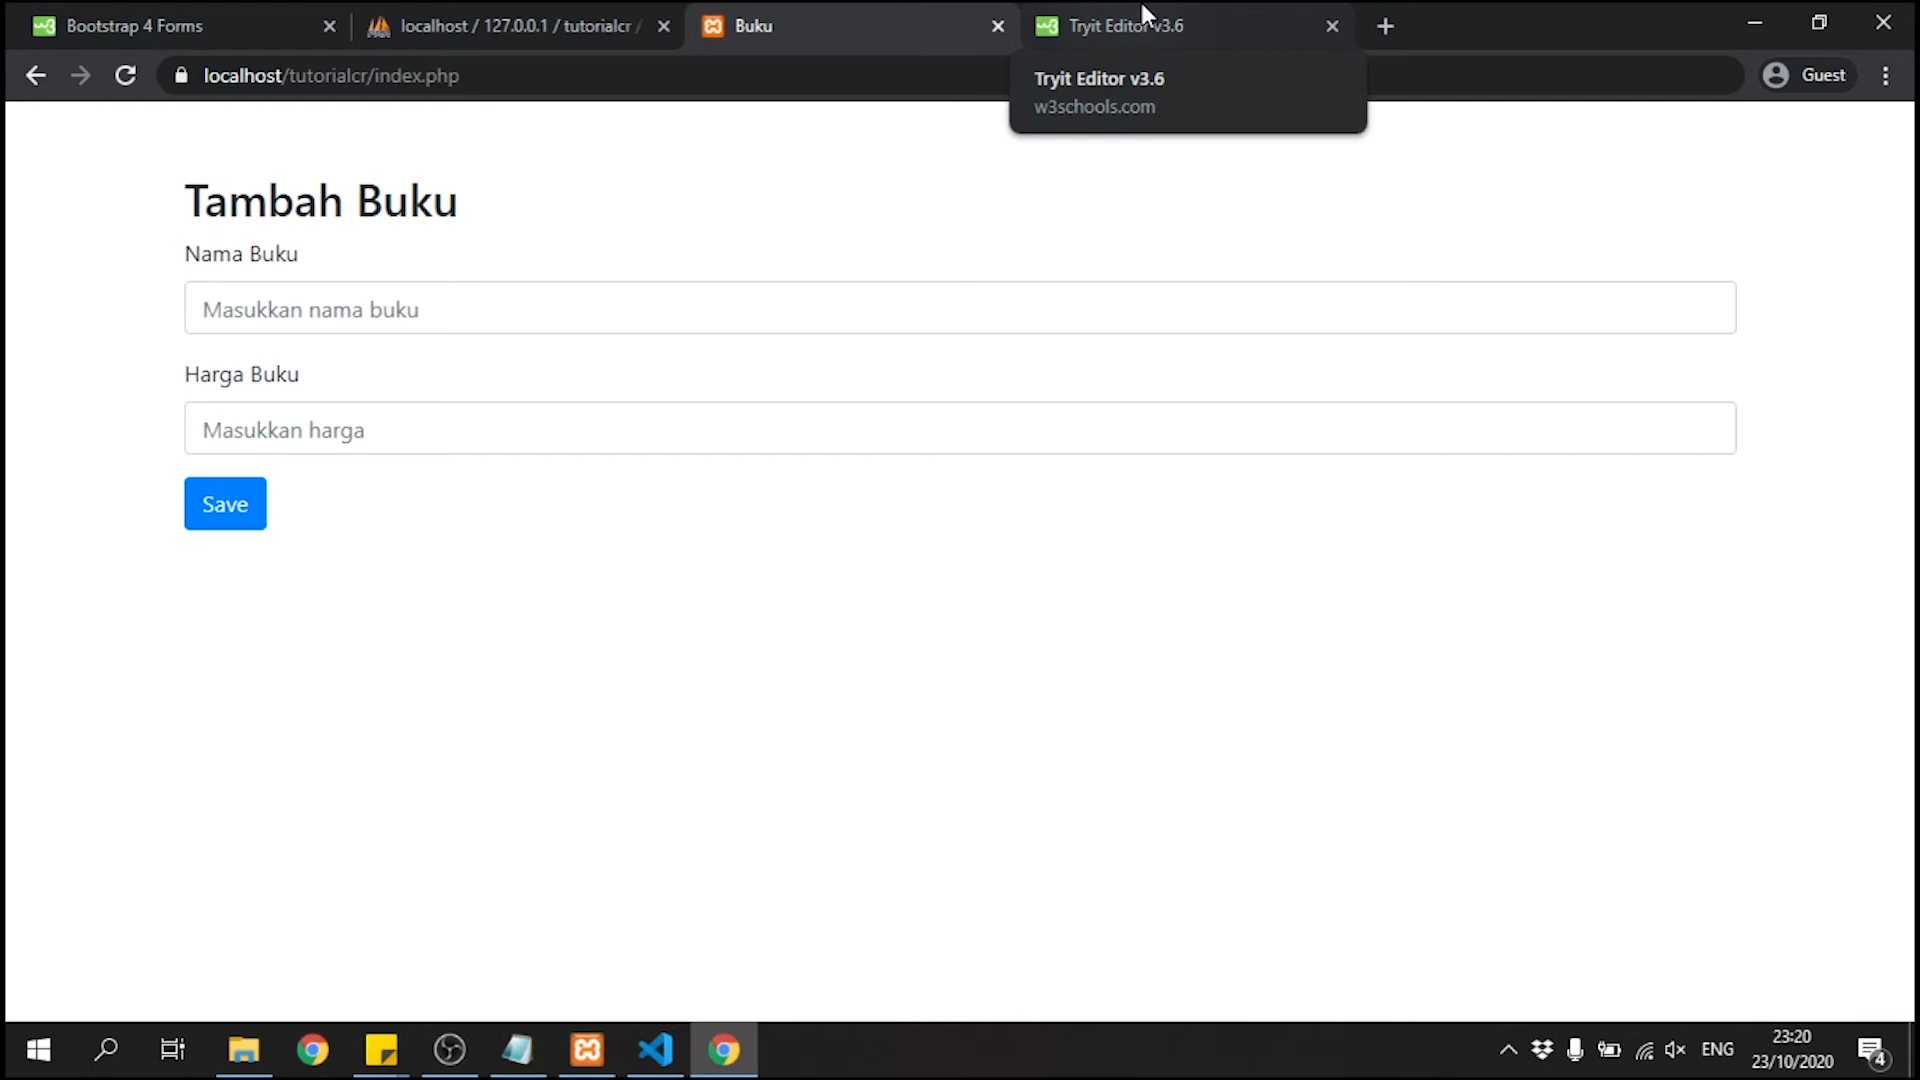 Bootstrap 4 Forms
localhost / 127.0.0.1 / tutorialcr /
Buku
Tryit Editor v3.6
localhost/tutorialcr/index.php
Guest
Tryit Editor v3.6
w3schools.com
Tambah Buku
Nama Buku
Masukkan nama buku
Harga Buku
Masukkan harga
Save
ENG
23:20
23/10/2020
4